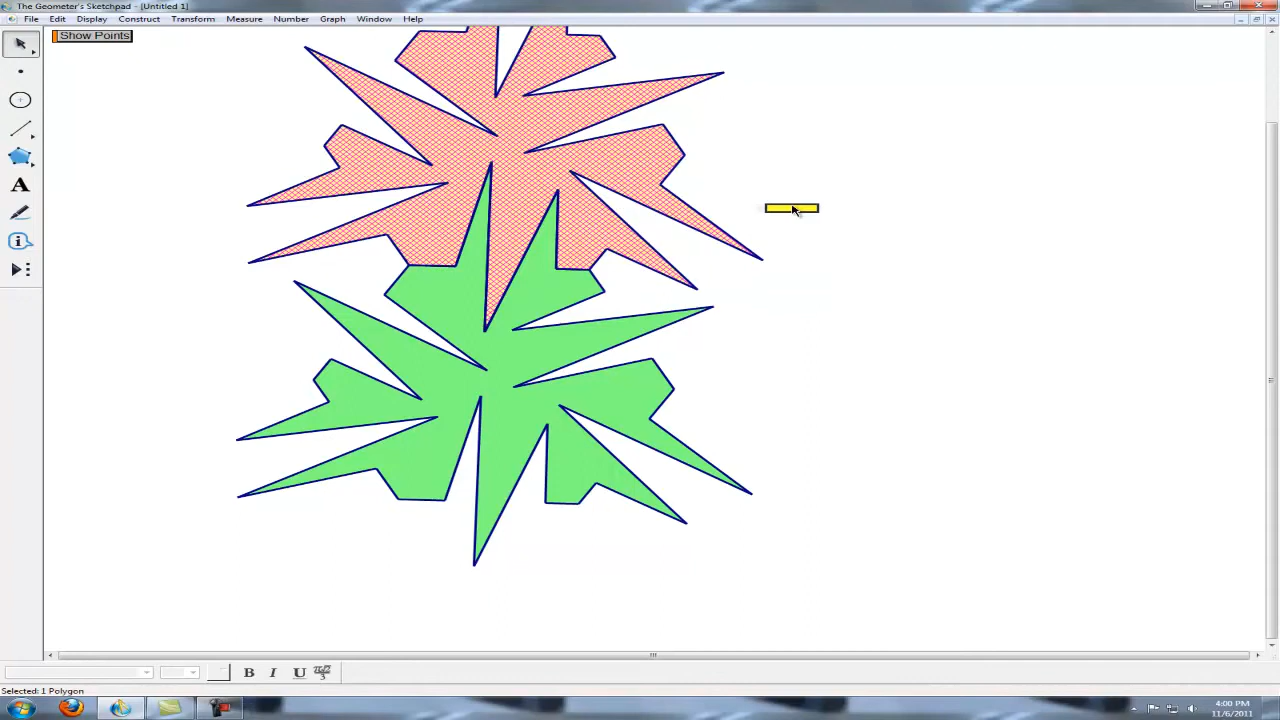 The Geometer's Sketchpad - [Untitled 1]
File Edit Display Construct Transform Measure Number Graph Window Help
Show Points
A
B I U
Selected: 1 Polygon
4:00 PM
11/6/2011